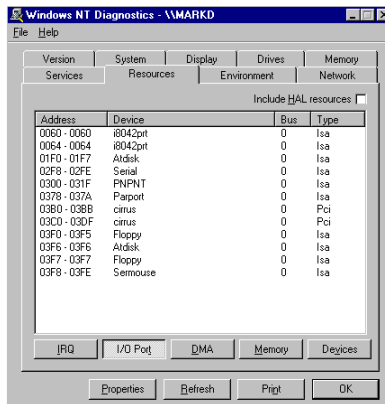 Windows NT Diagnostics - \\MARKD
File Help
Version System Display Drives Memory
Services Resources Environment Network
Include HAL resources
Address Device Bus Type
0060 - 0060 i8042prt 0 Isa
0064 - 0064 i8042prt 0 Isa
01F0 - 01F7 Atdisk 0 Isa
02F8 - 02FE Serial 0 Isa
0300 - 031F PNPNT 0 Isa
0378 - 037A Parport 0 Isa
03B0 - 03BB cirrus 0 Pci
03C0 - 03DF cirrus 0 Pci
03F0 - 03F5 Floppy 0 Isa
03F6 - 03F6 Atdisk 0 Isa
03F7 - 03F7 Floppy 0 Isa
03F8 - 03FE Sermouse 0 Isa
IRQ I/O Port DMA Memory Devices
Properties Refresh Print OK